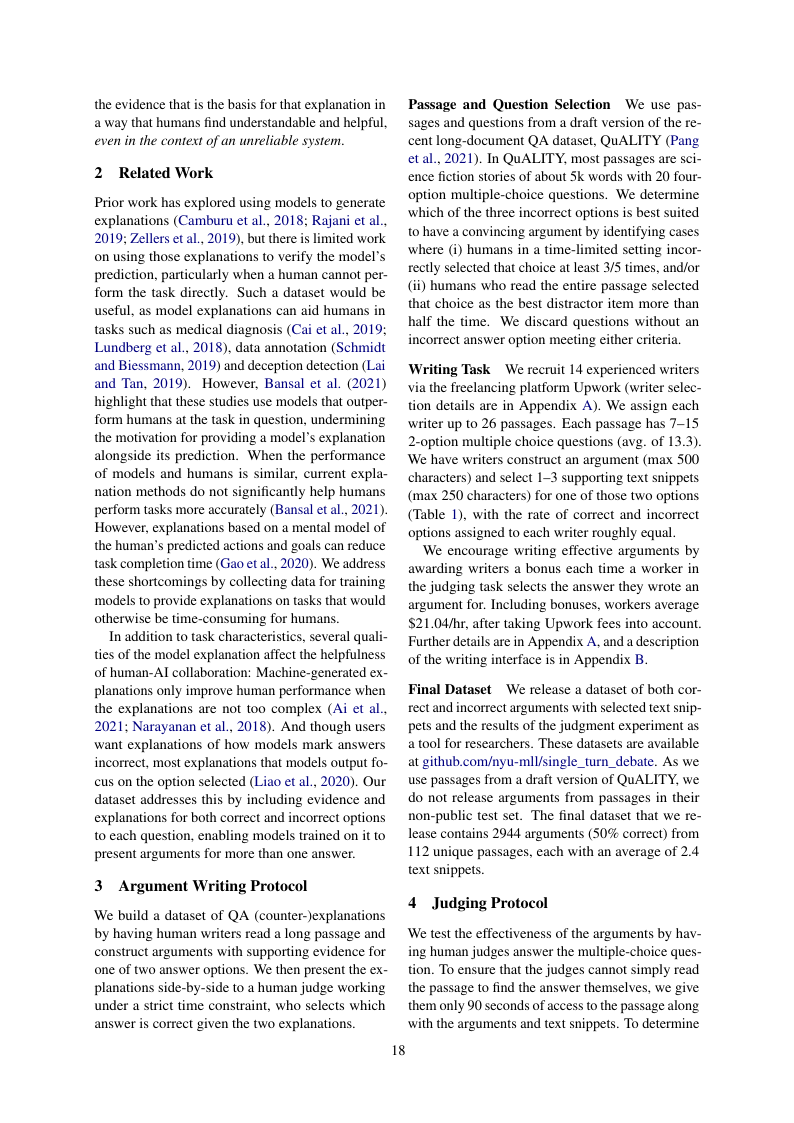 the evidence that is the basis for that explanation in
a way that humans find understandable and helpful,
even in the context of an unreliable system.
2 Related Work
Prior work has explored using models to generate
explanations (Camburu et al., 2018; Rajani et al.,
2019; Zellers et al., 2019), but there is limited work
on using those explanations to verify the model's
prediction, particularly when a human cannot per-
form the task directly. Such a dataset would be
useful, as model explanations can aid humans in
tasks such as medical diagnosis (Cai et al., 2019;
Lundberg et al., 2018), data annotation (Schmidt
and Biessmann, 2019) and deception detection (Lai
and Tan, 2019). However, Bansal et al. (2021)
highlight that these studies use models that outper-
form humans at the task in question, undermining
the motivation for providing a model's explanation
alongside its prediction. When the performance
of models and humans is similar, current expla-
nation methods do not significantly help humans
perform tasks more accurately (Bansal et al., 2021).
However, explanations based on a mental model of
the human's predicted actions and goals can reduce
task completion time (Gao et al., 2020). We address
these shortcomings by collecting data for training
models to provide explanations on tasks that would
otherwise be time-consuming for humans.
In addition to task characteristics, several quali-
ties of the model explanation affect the helpfulness
of human-AI collaboration: Machine-generated ex-
planations only improve human performance when
the explanations are not too complex (Ai et al.,
2021; Narayanan et al., 2018). And though users
want explanations of how models mark answers
incorrect, most explanations that models output fo-
cus on the option selected (Liao et al., 2020). Our
dataset addresses this by including evidence and
explanations for both correct and incorrect options
to each question, enabling models trained on it to
present arguments for more than one answer.
3 Argument Writing Protocol
We build a dataset of QA (counter-)explanations
by having human writers read a long passage and
construct arguments with supporting evidence for
one of two answer options. We then present the ex-
planations side-by-side to a human judge working
under a strict time constraint, who selects which
answer is correct given the two explanations.
Passage and Question Selection We use pas-
sages and questions from a draft version of the re-
cent long-document QA dataset, QuALITY (Pang
et al., 2021). In QuALITY, most passages are sci-
ence fiction stories of about 5k words with 20 four-
option multiple-choice questions. We determine
which of the three incorrect options is best suited
to have a convincing argument by identifying cases
where (i) humans in a time-limited setting incor-
rectly selected that choice at least 3/5 times, and/or
(ii) humans who read the entire passage selected
that choice as the best distractor item more than
half the time. We discard questions without an
incorrect answer option meeting either criteria.
Writing Task We recruit 14 experienced writers
via the freelancing platform Upwork (writer selec-
tion details are in Appendix A). We assign each
writer up to 26 passages. Each passage has 7–15
2-option multiple choice questions (avg. of 13.3).
We have writers construct an argument (max 500
characters) and select 1–3 supporting text snippets
(max 250 characters) for one of those two options
(Table 1), with the rate of correct and incorrect
options assigned to each writer roughly equal.
We encourage writing effective arguments by
awarding writers a bonus each time a worker in
the judging task selects the answer they wrote an
argument for. Including bonuses, workers average
$21.04/hr, after taking Upwork fees into account.
Further details are in Appendix A, and a description
of the writing interface is in Appendix B.
Final Dataset We release a dataset of both cor-
rect and incorrect arguments with selected text snip-
pets and the results of the judgment experiment as
a tool for researchers. These datasets are available
at github.com/nyu-mll/single_turn_debate. As we
use passages from a draft version of QuALITY, we
do not release arguments from passages in their
non-public test set. The final dataset that we re-
lease contains 2944 arguments (50% correct) from
112 unique passages, each with an average of 2.4
text snippets.
4 Judging Protocol
We test the effectiveness of the arguments by hav-
ing human judges answer the multiple-choice ques-
tion. To ensure that the judges cannot simply read
the passage to find the answer themselves, we give
them only 90 seconds of access to the passage along
with the arguments and text snippets. To determine
18